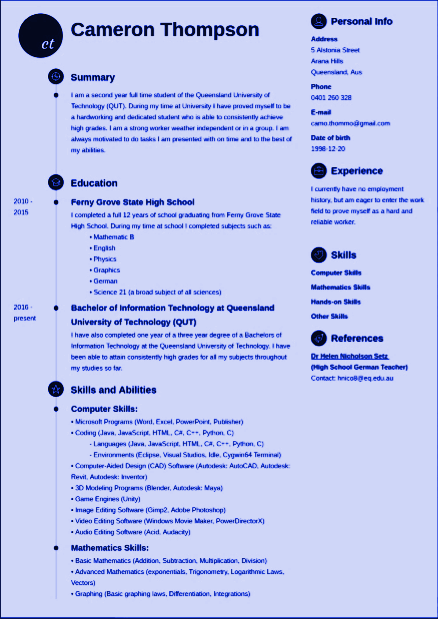 ct
Cameron Thompson
Summary
I am a second year full time student of the Queensland University of
Technology (QUT). During my time at University I have proved myself to be
a hardworking and dedicated student who is able to consistently achieve
high grades. I am a strong worker weather independent or in a group. I am
always motivated to do tasks I am presented with on time and to the best of
my abilities.
Education
2010 -
2015
Ferny Grove State High School
I completed a full 12 years of school graduating from Ferny Grove State
High School. During my time at school I completed subjects such as:
• Mathematic B
• English
• Physics
• Graphics
• German
• Science 21 (a broad subject of all sciences)
2016 -
present
Bachelor of Information Technology at Queensland
University of Technology (QUT)
I have also completed one year of a three year degree of a Bachelors of
Information Technology at the Queensland University of Technology. I have
been able to attain consistently high grades for all my subjects throughout
my studies so far.
Skills and Abilities
Computer Skills:
• Microsoft Programs (Word, Excel, PowerPoint, Publisher)
• Coding (Java, JavaScript, HTML, C#, C++, Python, C)
- Languages (Java, JavaScript, HTML, C#, C++, Python, C)
- Environments (Eclipse, Visual Studios, Idle, Cygwin64 Terminal)
• Computer-Aided Design (CAD) Software (Autodesk: AutoCAD, Autodesk:
Revit, Autodesk: Inventor)
• 3D Modeling Programs (Blender, Autodesk: Maya)
• Game Engines (Unity)
• Image Editing Software (Gimp2, Adobe Photoshop)
• Video Editing Software (Windows Movie Maker, PowerDirectorX)
• Audio Editing Software (Acid, Audacity)
Mathematics Skills:
• Basic Mathematics (Addition, Subtraction, Multiplication, Division)
• Advanced Mathematics (exponentials, Trigonometry, Logarithmic Laws,
Vectors)
• Graphing (Basic graphing laws, Differentiation, Integrations)
Personal Info
Address
5 Alstonia Street
Arana Hills
Queensland, Aus
Phone
0401 260 328
E-mail
camo.thommo@gmail.com
Date of birth
1998-12-20
Experience
I currently have no employment
history, but am eager to enter the work
field to prove myself as a hard and
reliable worker.
Skills
Computer Skills
Mathematics Skills
Hands-on Skills
Other Skills
References
Dr Helen Nicholson Setz
(High School German Teacher)
Contact: hnico8@eq.edu.au